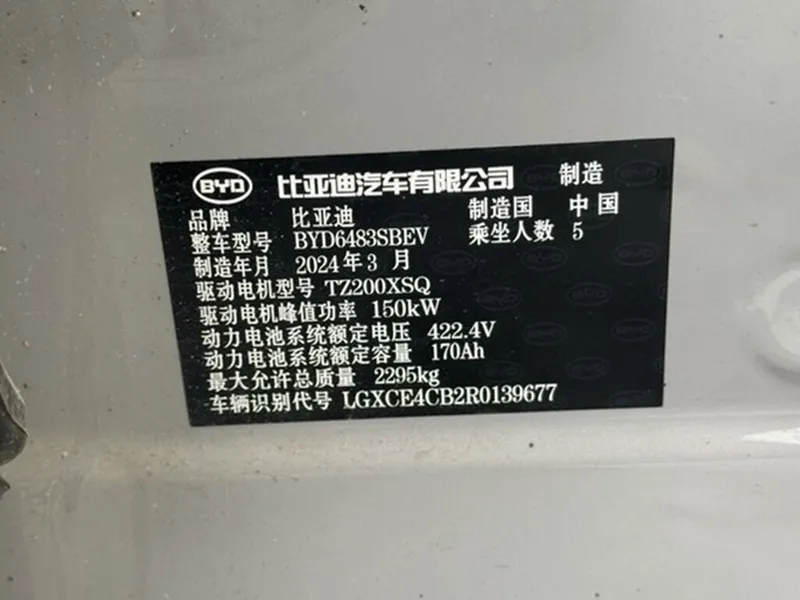 BYD 比亚迪汽车有限公司 制造
品牌 比亚迪 制造国 中国
整车型号 BYD6483SBEV 乘坐人数 5
制造年月 2024年3月
驱动电机型号 TZ200XSQ
驱动电机峰值功率 150kW
动力电池系统额定电压 422.4V
动力电池系统额定容量 170Ah
最大允许总质量 2295kg
车辆识别代号 LGXCE4CB2R0139677